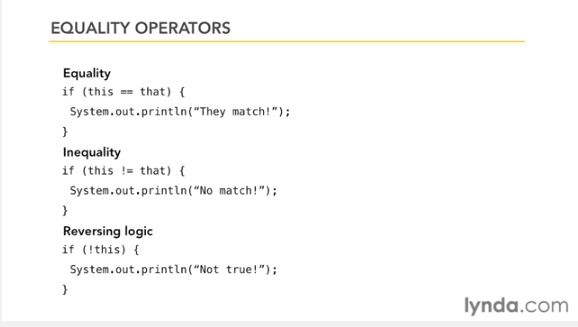 EQUALITY OPERATORS
Equality
if (this == that) {
System.out.println(“They match!”);
}
Inequality
if (this != that) {
System.out.println(“No match!”);
}
Reversing logic
if (!this) {
System.out.println(“Not true!”);
}
lynda.com